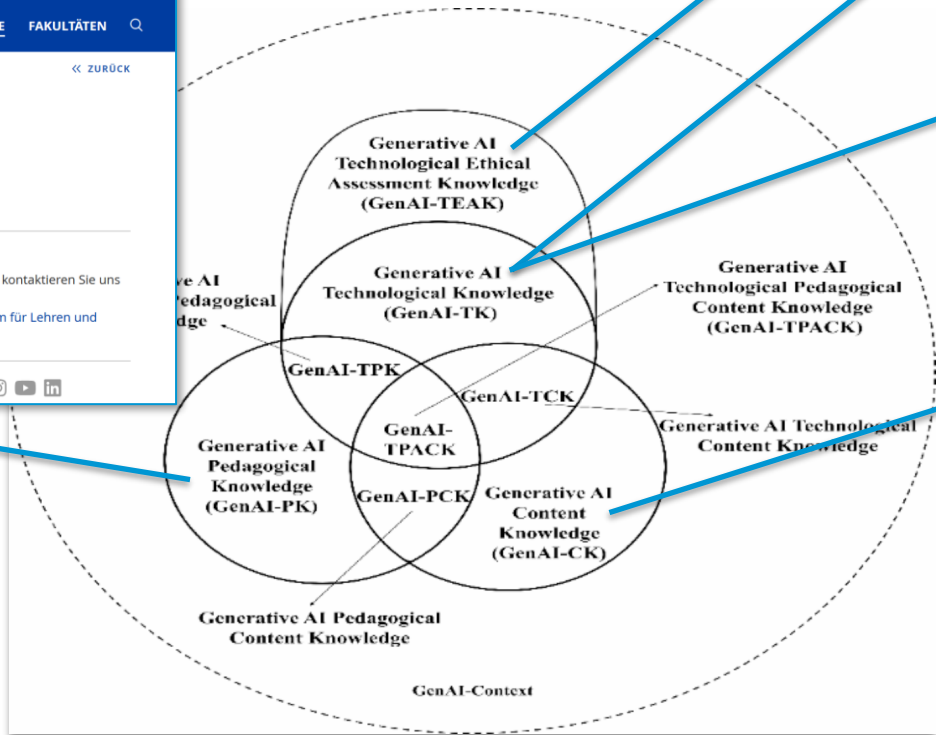 FAKULTÄTEN
« ZURÜCK
kontaktieren Sie uns
für Lehren und
Generative AI
Technological Ethical
Assessment Knowledge
(GenAI-TEAK)
Generative AI
Technological Knowledge
(GenAI-TK)
Generative AI
Technological Pedagogical
Content Knowledge
(GenAI-TPACK)
AI
GenAI-TPK
GenAI-TCK
GenAI-
TPACK
Generative AI Technological
Content Knowledge
Generative AI
Pedagogical
Knowledge
(GenAI-PK)
GenAI-PCK
Generative AI
Content
Knowledge
(GenAI-CK)
Generative AI Pedagogical
Content Knowledge
GenAI-Context